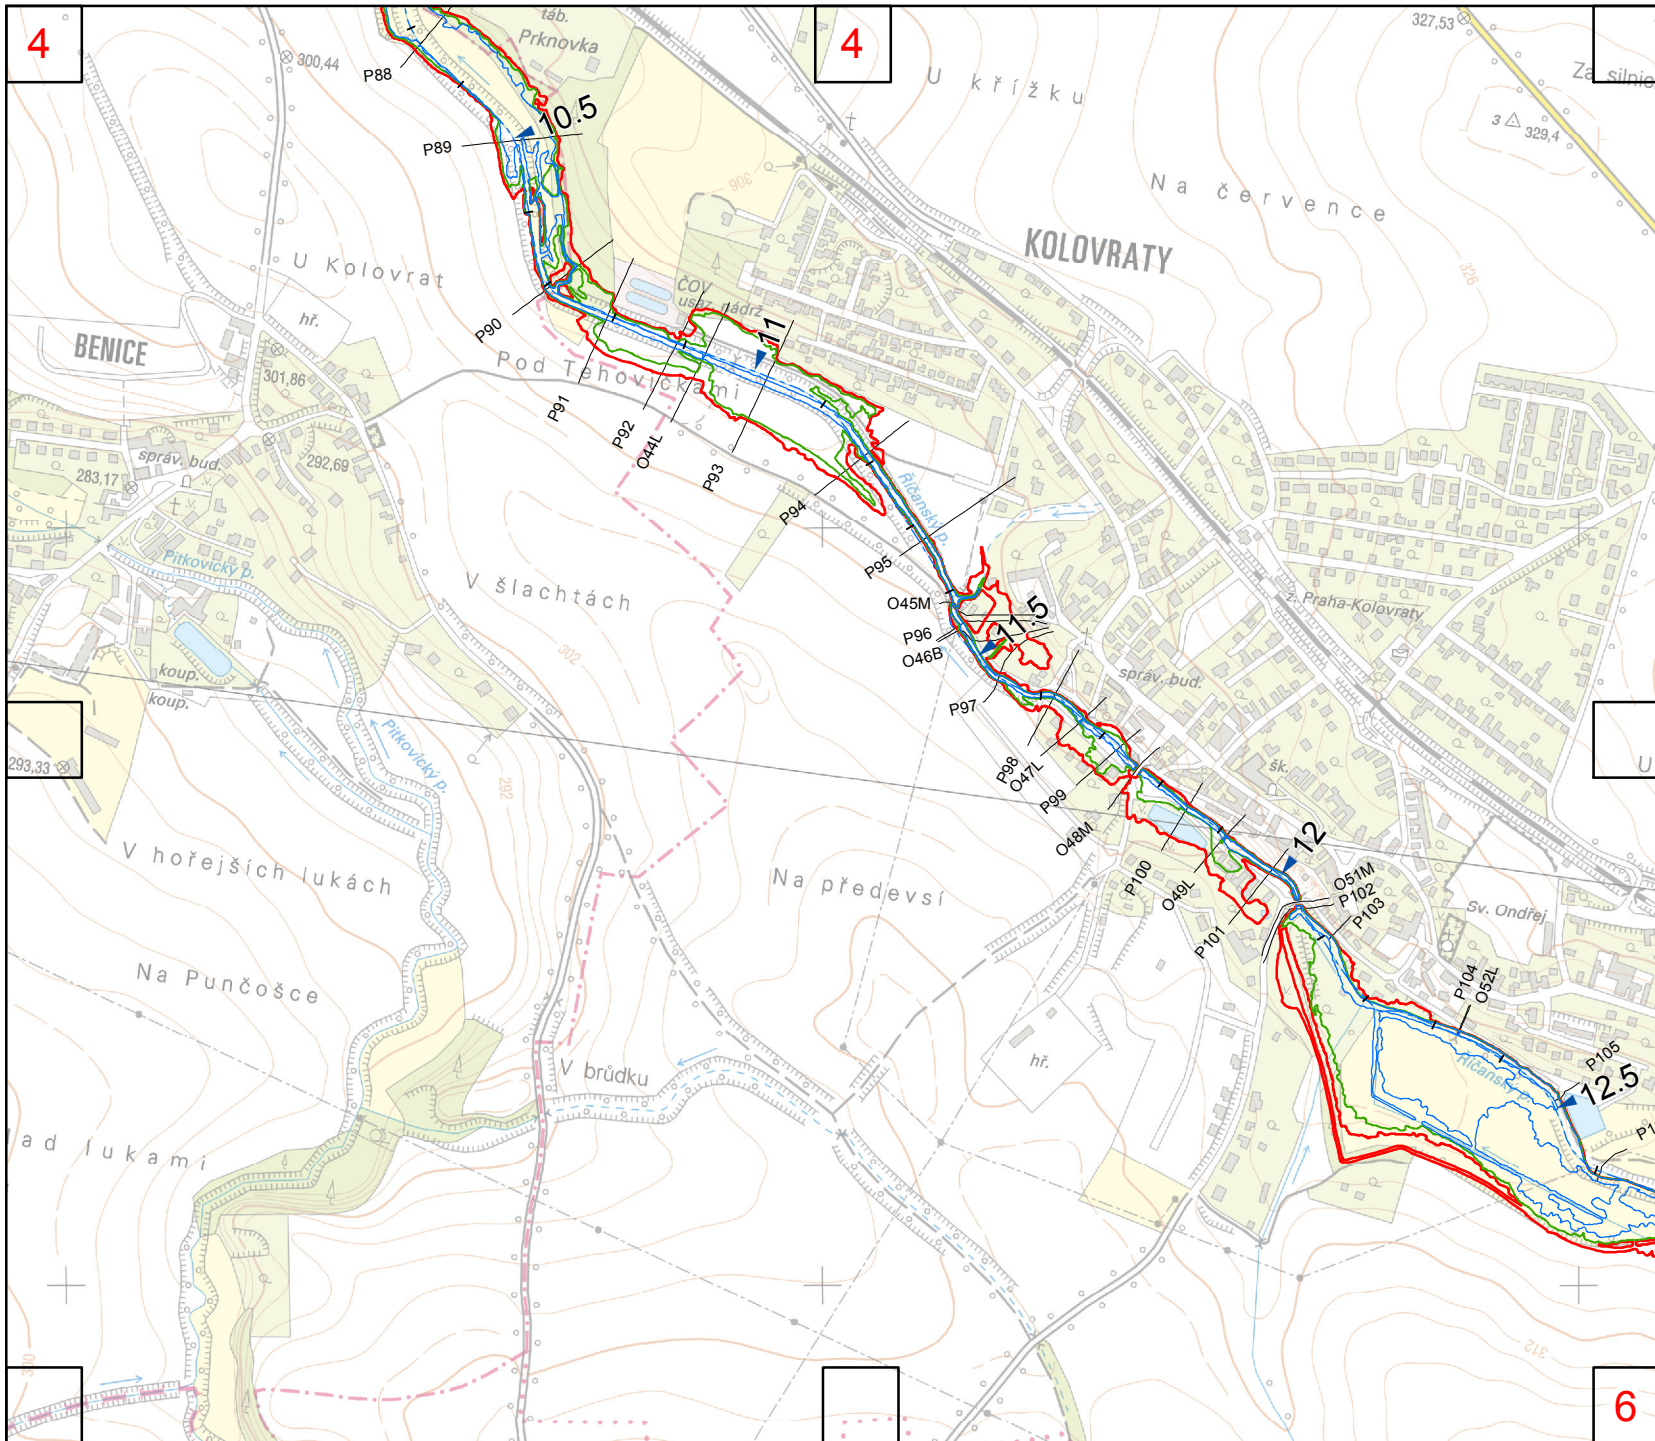 4
4
táb.
Prknovka
300,44
P88
10.5
P89
U křížku
327,53
Za silnic
3
329,4
306
Na července
KOLOVRATY
326
U Kolovrat
hř.
ČOV
usaz. nádrž
11
P90
BENICE
301,86
Pod Tehovičkami
P91
P92
O44L
P93
P94
správ. bud.
292,69
283,17
Říčanský p.
P95
Pitkovický p.
V šlachtách
O45M
P96
O46B
11.5
z. Praha-Kolovraty
302
koup.
koup.
správ. bud.
P97
Pitkovický p.
293,33
292
P98
O47L
P99
šk.
U
O48M
12
V hořejších lukách
Na předevsí
P100
O49L
P101
O51M
P102
P103
Sv. Ondřej
Na Punčošce
P104
O52L
hř.
V brůdku
Říčanský p.
P105
12.5
P1
ad lukami
300
312
6